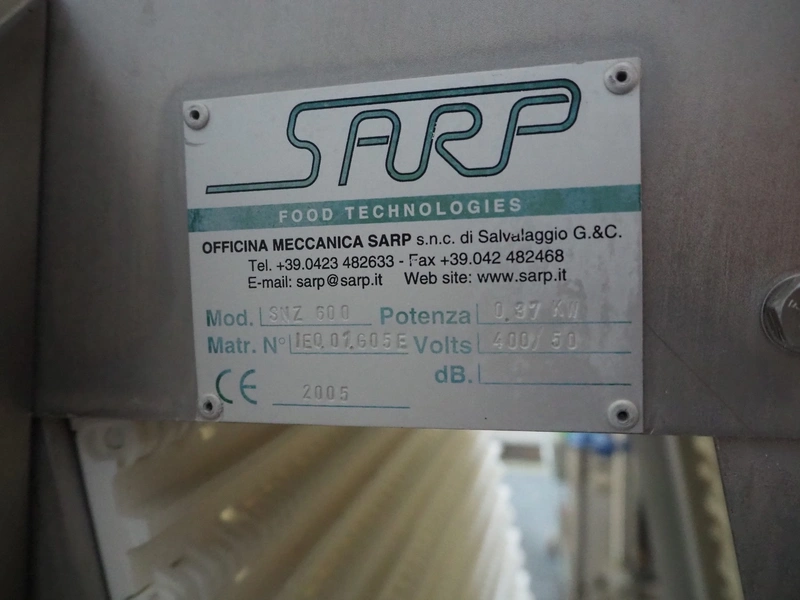 SARP
FOOD TECHNOLOGIES
OFFICINA MECCANICA SARP s.n.c. di Salvalaggio G.&C.
Tel. +39.0423 482633 - Fax +39.042 482468
E-mail: sarp@sarp.it Web site: www.sarp.it
Mod. SNZ 600 Potenza 0.37 KW
Matr. N° IEO.07.605E Volts 400/50
dB.
CE 2005